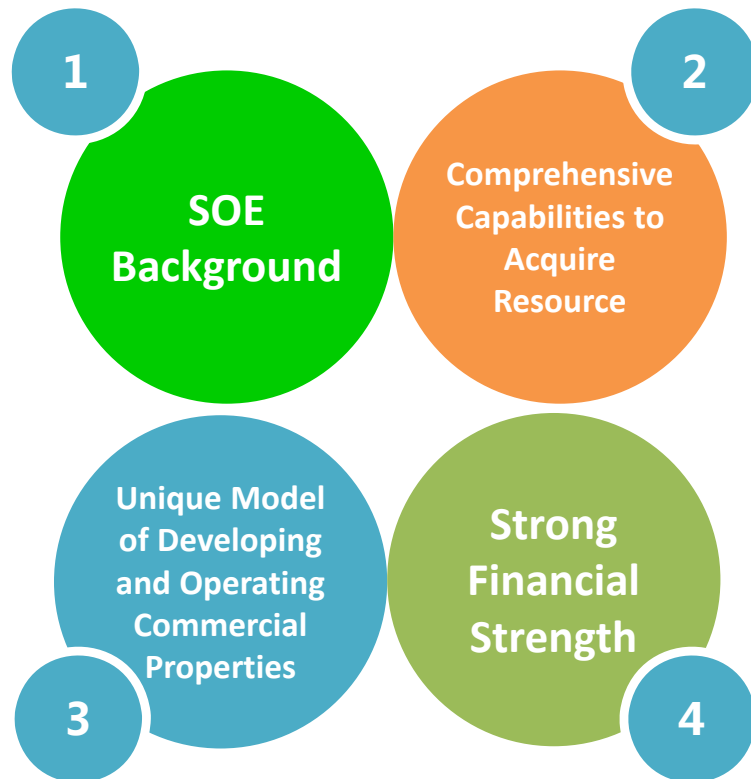 1
SOE
Background
2
Comprehensive
Capabilities to
Acquire
Resource
Unique Model
of Developing
and Operating
Commercial
Properties
3
Strong
Financial
Strength
4